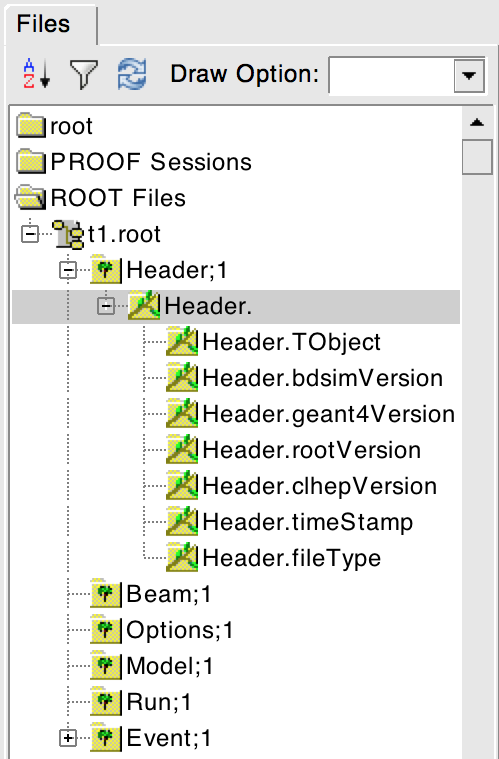 Files
A
Z
Draw Option:
root
PROOF Sessions
ROOT Files
t1.root
Header;1
Header.
Header.TObject
Header.bdsimVersion
Header.geant4Version
Header.rootVersion
Header.clhepVersion
Header.timeStamp
Header.fileType
Beam;1
Options;1
Model;1
Run;1
Event;1